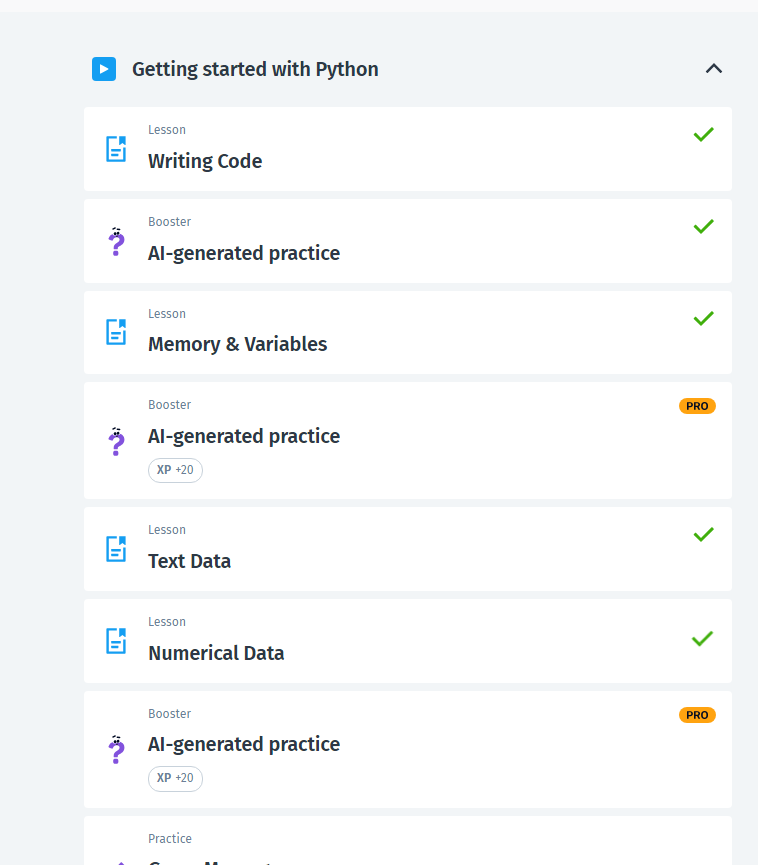 Getting started with Python
Lesson
Writing Code
Booster
AI-generated practice
Lesson
Memory & Variables
Booster
PRO
AI-generated practice
XP +20
Lesson
Text Data
Lesson
Numerical Data
Booster
PRO
AI-generated practice
XP +20
Practice